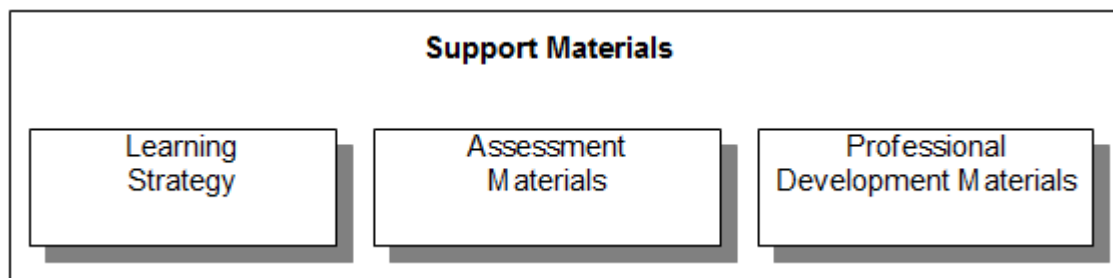 Support Materials
Learning
Strategy
Assessment
Materials
Professional
Development Materials